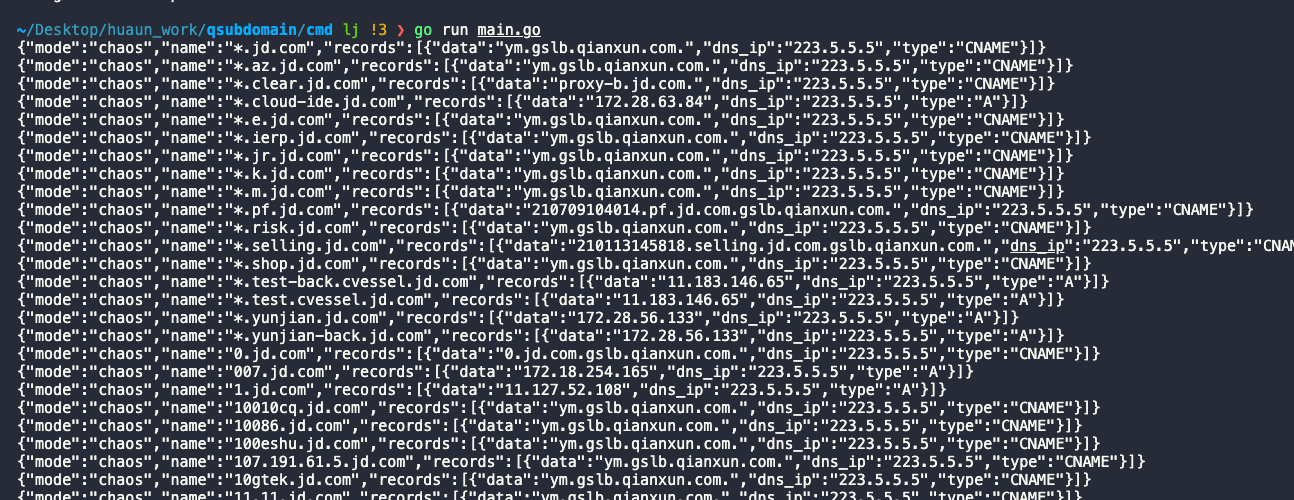 ~/Desktop/huaun_work/qsubdomain/cmd lj !3 ❯ go run main.go
{"mode":"chaos","name":"*.jd.com","records":[{"data":"ym.gslb.qianxun.com.","dns_ip":"223.5.5.5","type":"CNAME"}]}
{"mode":"chaos","name":"*.az.jd.com","records":[{"data":"ym.gslb.qianxun.com.","dns_ip":"223.5.5.5","type":"CNAME"}]}
{"mode":"chaos","name":"*.clear.jd.com","records":[{"data":"proxy-b.jd.com.","dns_ip":"223.5.5.5","type":"CNAME"}]}
{"mode":"chaos","name":"*.cloud-ide.jd.com","records":[{"data":"172.28.63.84","dns_ip":"223.5.5.5","type":"A"}]}
{"mode":"chaos","name":"*.e.jd.com","records":[{"data":"ym.gslb.qianxun.com.","dns_ip":"223.5.5.5","type":"CNAME"}]}
{"mode":"chaos","name":"*.ierp.jd.com","records":[{"data":"ym.gslb.qianxun.com.","dns_ip":"223.5.5.5","type":"CNAME"}]}
{"mode":"chaos","name":"*.jr.jd.com","records":[{"data":"ym.gslb.qianxun.com.","dns_ip":"223.5.5.5","type":"CNAME"}]}
{"mode":"chaos","name":"*.k.jd.com","records":[{"data":"ym.gslb.qianxun.com.","dns_ip":"223.5.5.5","type":"CNAME"}]}
{"mode":"chaos","name":"*.m.jd.com","records":[{"data":"ym.gslb.qianxun.com.","dns_ip":"223.5.5.5","type":"CNAME"}]}
{"mode":"chaos","name":"*.pf.jd.com","records":[{"data":"210709104014.pf.jd.com.gslb.qianxun.com.","dns_ip":"223.5.5.5","type":"CNAME"}]}
{"mode":"chaos","name":"*.risk.jd.com","records":[{"data":"ym.gslb.qianxun.com.","dns_ip":"223.5.5.5","type":"CNAME"}]}
{"mode":"chaos","name":"*.selling.jd.com","records":[{"data":"210113145818.selling.jd.com.gslb.qianxun.com.","dns_ip":"223.5.5.5","type":"CNA
{"mode":"chaos","name":"*.shop.jd.com","records":[{"data":"ym.gslb.qianxun.com.","dns_ip":"223.5.5.5","type":"CNAME"}]}
{"mode":"chaos","name":"*.test-back.cvessel.jd.com","records":[{"data":"11.183.146.65","dns_ip":"223.5.5.5","type":"A"}]}
{"mode":"chaos","name":"*.test.cvessel.jd.com","records":[{"data":"11.183.146.65","dns_ip":"223.5.5.5","type":"A"}]}
{"mode":"chaos","name":"*.yunjian.jd.com","records":[{"data":"172.28.56.133","dns_ip":"223.5.5.5","type":"A"}]}
{"mode":"chaos","name":"*.yunjian-back.jd.com","records":[{"data":"172.28.56.133","dns_ip":"223.5.5.5","type":"A"}]}
{"mode":"chaos","name":"0.jd.com","records":[{"data":"0.jd.com.gslb.qianxun.com.","dns_ip":"223.5.5.5","type":"CNAME"}]}
{"mode":"chaos","name":"007.jd.com","records":[{"data":"172.18.254.165","dns_ip":"223.5.5.5","type":"A"}]}
{"mode":"chaos","name":"1.jd.com","records":[{"data":"11.127.52.108","dns_ip":"223.5.5.5","type":"A"}]}
{"mode":"chaos","name":"10010cq.jd.com","records":[{"data":"ym.gslb.qianxun.com.","dns_ip":"223.5.5.5","type":"CNAME"}]}
{"mode":"chaos","name":"10086.jd.com","records":[{"data":"ym.gslb.qianxun.com.","dns_ip":"223.5.5.5","type":"CNAME"}]}
{"mode":"chaos","name":"100eshu.jd.com","records":[{"data":"ym.gslb.qianxun.com.","dns_ip":"223.5.5.5","type":"CNAME"}]}
{"mode":"chaos","name":"107.191.61.5.jd.com","records":[{"data":"ym.gslb.qianxun.com.","dns_ip":"223.5.5.5","type":"CNAME"}]}
{"mode":"chaos","name":"10gtek.jd.com","records":[{"data":"ym.gslb.qianxun.com.","dns_ip":"223.5.5.5","type":"CNAME"}]}
{"mode":"chaos","name":"11.11.jd.com","records":[{"data":"ym.gslb.qianxun.com.","dns_ip":"223.5.5.5","type":"CNAME"}]}